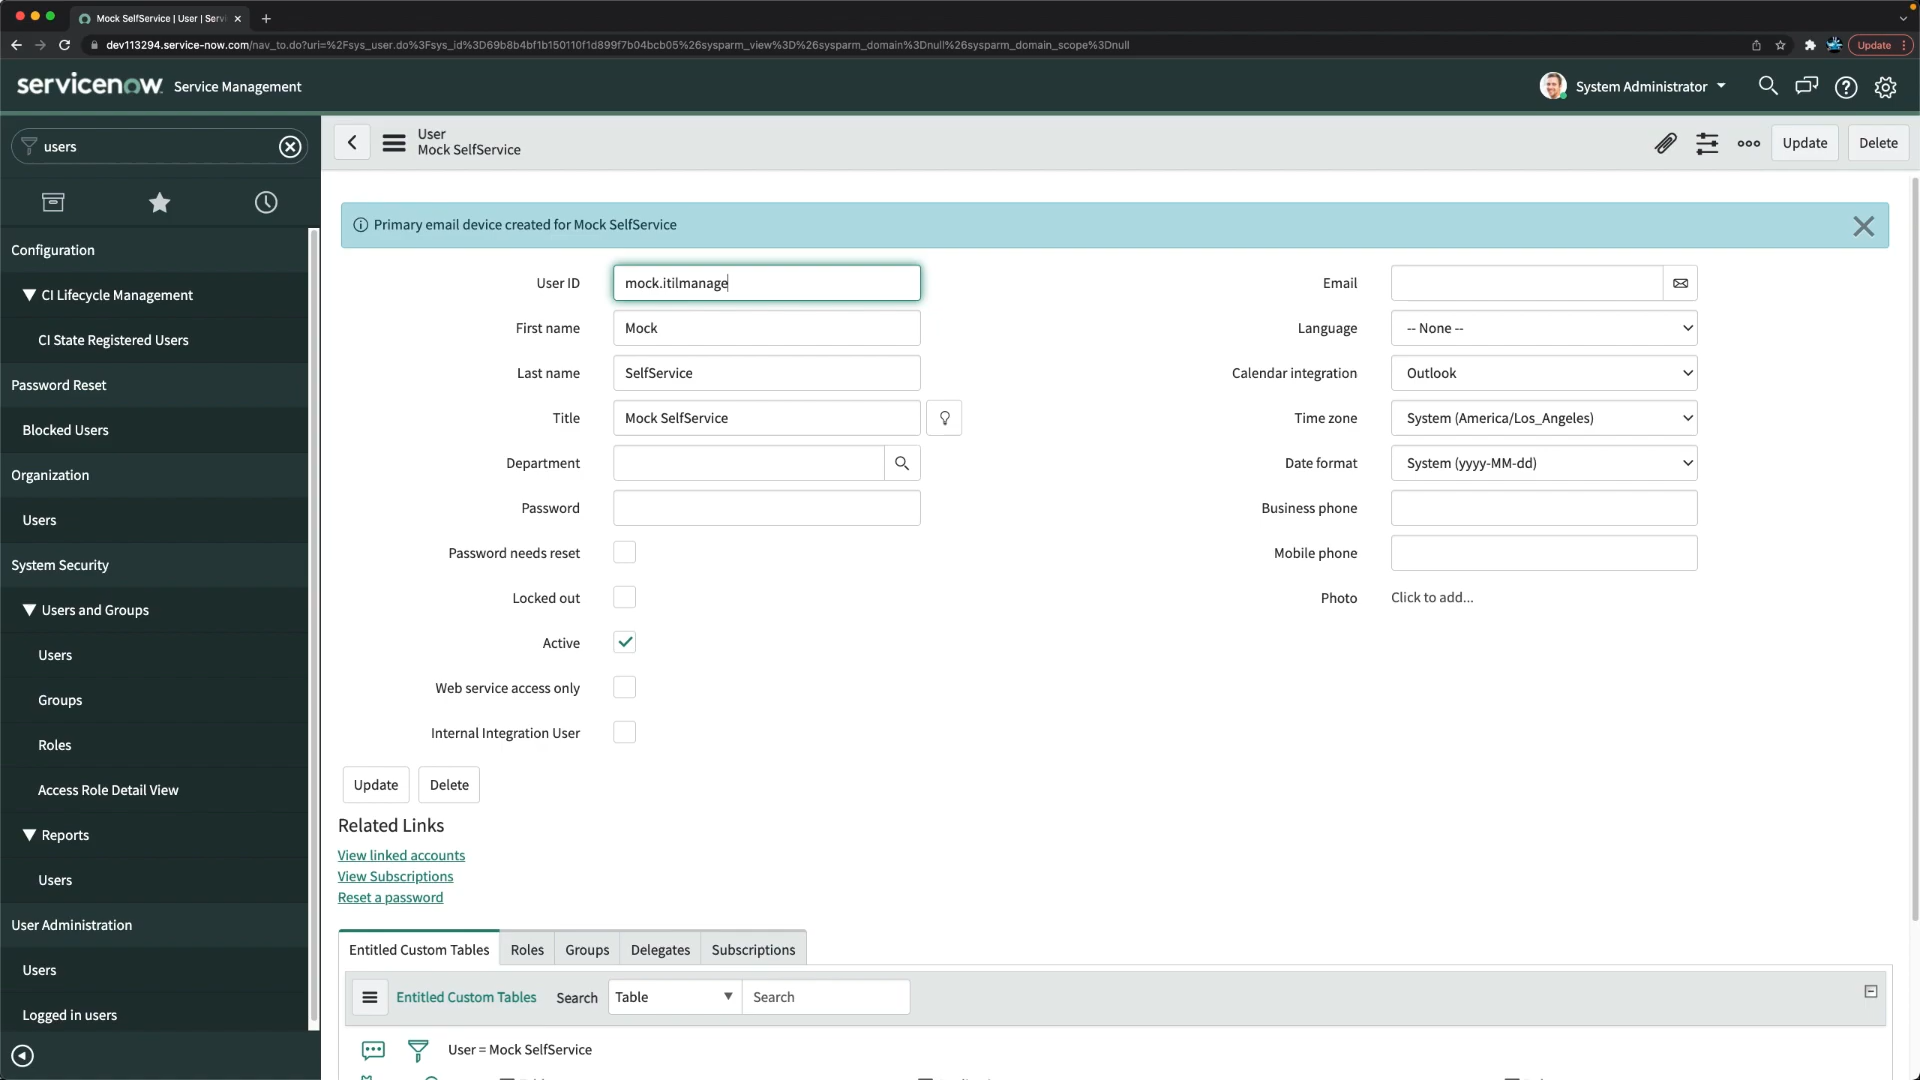 Mock SelfService | User | Servi
dev113294.service-now.com/nav_to.do?uri=%2Fsys_user.do%3Fsys_id%3D69b8b4bf1b150110f1d899f7b04bcb05%26sysparm_view%3D%26sysparm_domain%3Dnull%26sysparm_domain_scope%3Dnull
Update
servicenow Service Management
System Administrator
users
User
Mock SelfService
Update
Delete
Configuration
CI Lifecycle Management
CI State Registered Users
Password Reset
Blocked Users
Organization
Users
System Security
Users and Groups
Users
Groups
Roles
Access Role Detail View
Reports
Users
User Administration
Users
Logged in users
Primary email device created for Mock SelfService
User ID mock.itilmanage
First name Mock
Last name SelfService
Title Mock SelfService
Department
Password
Password needs reset
Locked out
Active
Web service access only
Internal Integration User
Email
Language -- None --
Calendar integration Outlook
Time zone System (America/Los_Angeles)
Date format System (yyyy-MM-dd)
Business phone
Mobile phone
Photo Click to add...
Update Delete
Related Links
View linked accounts
View Subscriptions
Reset a password
Entitled Custom Tables Roles Groups Delegates Subscriptions
Entitled Custom Tables Search Table Search
User = Mock SelfService